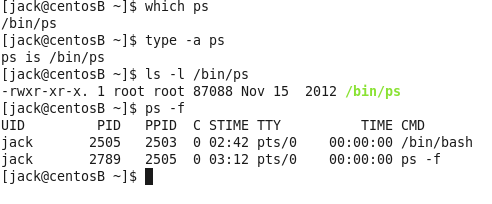 [jack@centosB ~]$ which ps
/bin/ps
[jack@centosB ~]$ type -a ps
ps is /bin/ps
[jack@centosB ~]$ ls -l /bin/ps
-rwxr-xr-x. 1 root root 87088 Nov 15  2012 /bin/ps
[jack@centosB ~]$ ps -f
UID        PID  PPID  C STIME TTY          TIME CMD
jack      2505  2503  0 02:42 pts/0    00:00:00 /bin/bash
jack      2789  2505  0 03:12 pts/0    00:00:00 ps -f
[jack@centosB ~]$